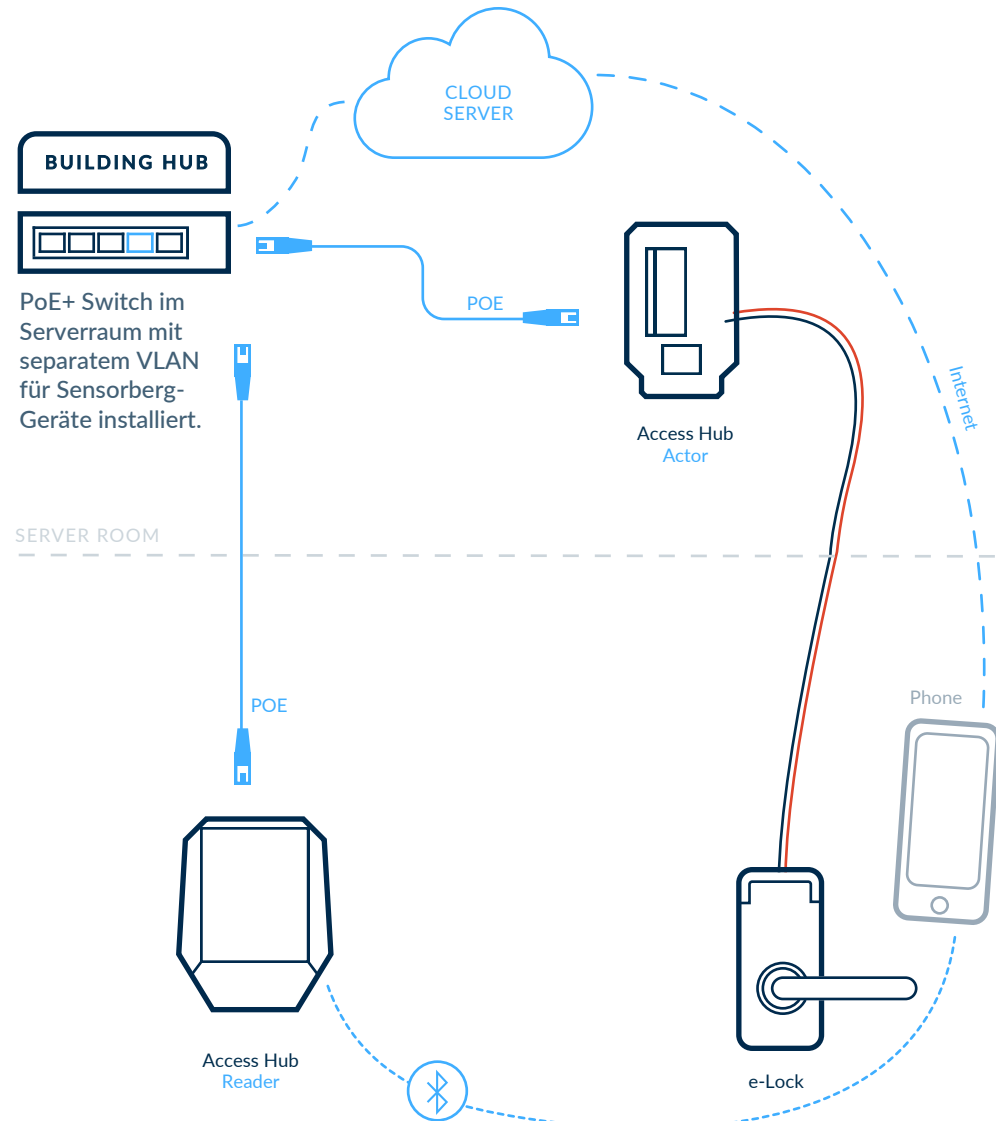 CLOUD
SERVER
BUILDING HUB
PoE+ Switch im
Serverraum mit
separatem VLAN
für Sensorberg-
Geräte installiert.
POE
Access Hub
Actor
Internet
SERVER ROOM
POE
Phone
Access Hub
Reader
e-Lock